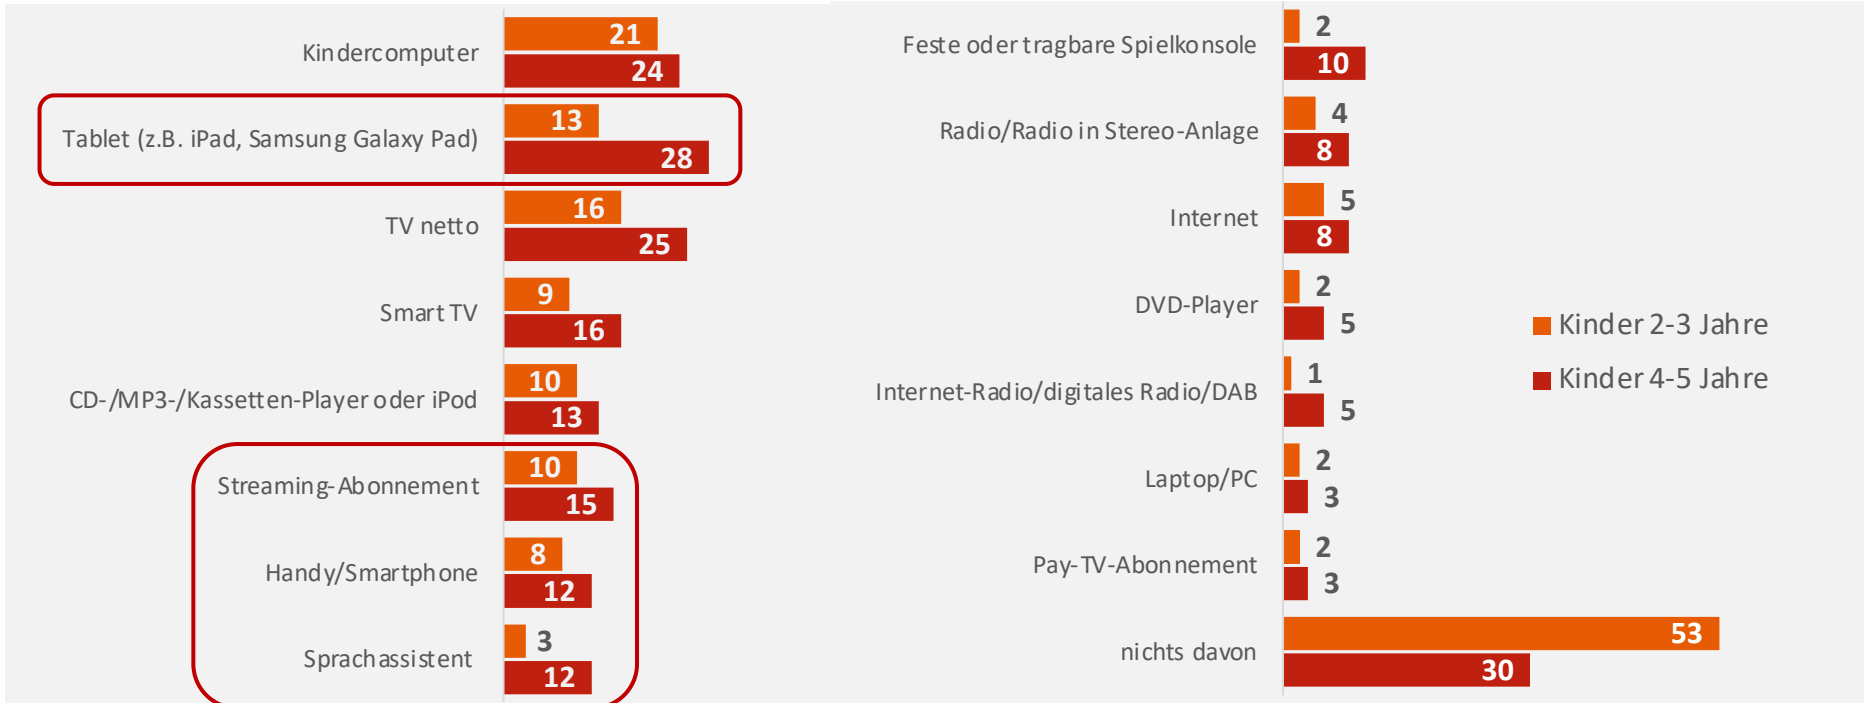 Kindercomputer
21
24
Tablet (z.B. iPad, Samsung Galaxy Pad)
13
28
TV netto
16
25
Smart TV
9
16
CD-/MP3-/Kassetten-Player oder iPod
10
13
Streaming-Abonnement
10
15
Handy/Smartphone
8
12
Sprachassistent
3
12
Feste oder tragbare Spielkonsole
2
10
Radio/Radio in Stereo-Anlage
4
8
Internet
5
8
DVD-Player
2
5
Internet-Radio/digitales Radio/DAB
1
5
Laptop/PC
2
3
Pay-TV-Abonnement
2
3
nichts davon
53
30
Kinder 2-3 Jahre
Kinder 4-5 Jahre